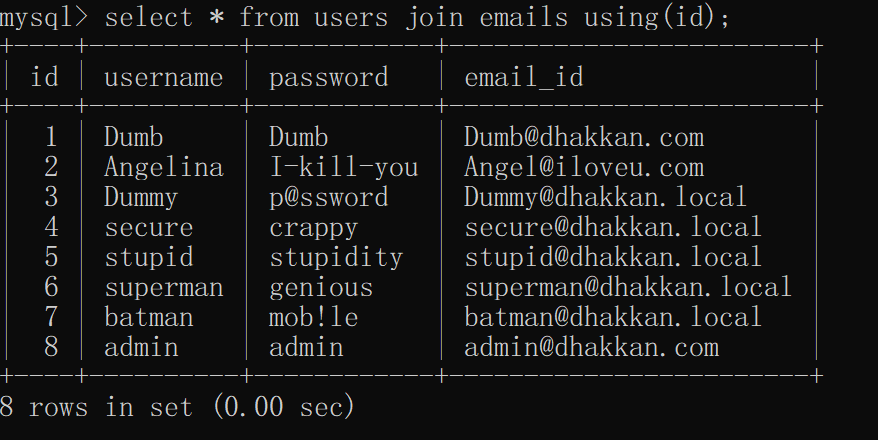 mysql> select * from users join emails using(id);
+----+----------+------------+------------------------+
| id | username | password   | email_id               |
+----+----------+------------+------------------------+
|  1 | Dumb     | Dumb       | Dumb@dhakkan.com       |
|  2 | Angelina | I-kill-you | Angel@iloveu.com       |
|  3 | Dummy    | p@ssword   | Dummy@dhakkan.local    |
|  4 | secure   | crappy     | secure@dhakkan.local   |
|  5 | stupid   | stupidity  | stupid@dhakkan.local   |
|  6 | superman | genious    | superman@dhakkan.local |
|  7 | batman   | mob!le     | batman@dhakkan.local   |
|  8 | admin    | admin      | admin@dhakkan.com      |
+----+----------+------------+------------------------+
8 rows in set (0.00 sec)